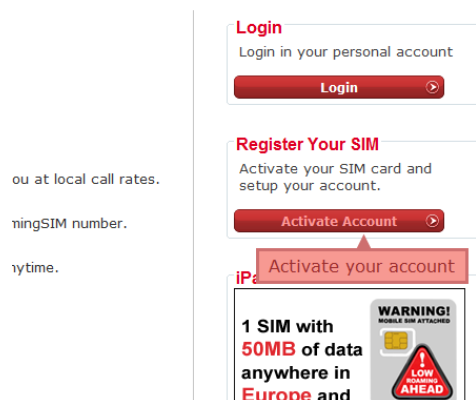 Login
Login in your personal account
Login
Register Your SIM
Activate your SIM card and
setup your account.
Activate Account
Activate your account
ou at local call rates.
mingSIM number.
nytime.
1 SIM with
50MB of data
anywhere in
Europe and
WARNING!
MOBILE SIM ATTACHED
LOW
ROAMING
AHEAD